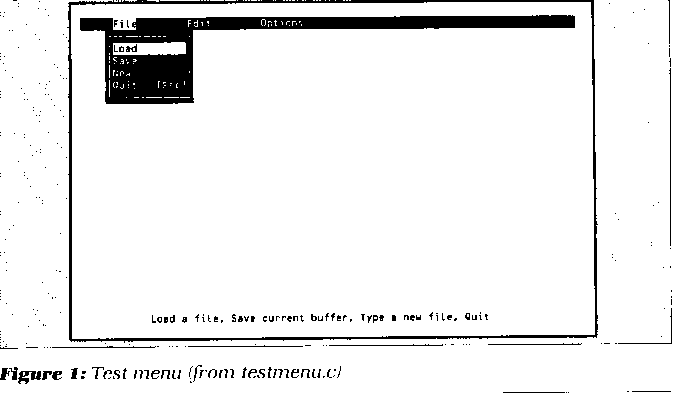 File Edit Options
Load
Save
New
Quit [Esc]
Load a file, Save current buffer, Type a new file, Quit
Figure 1: Test menu (from testmenu.c)